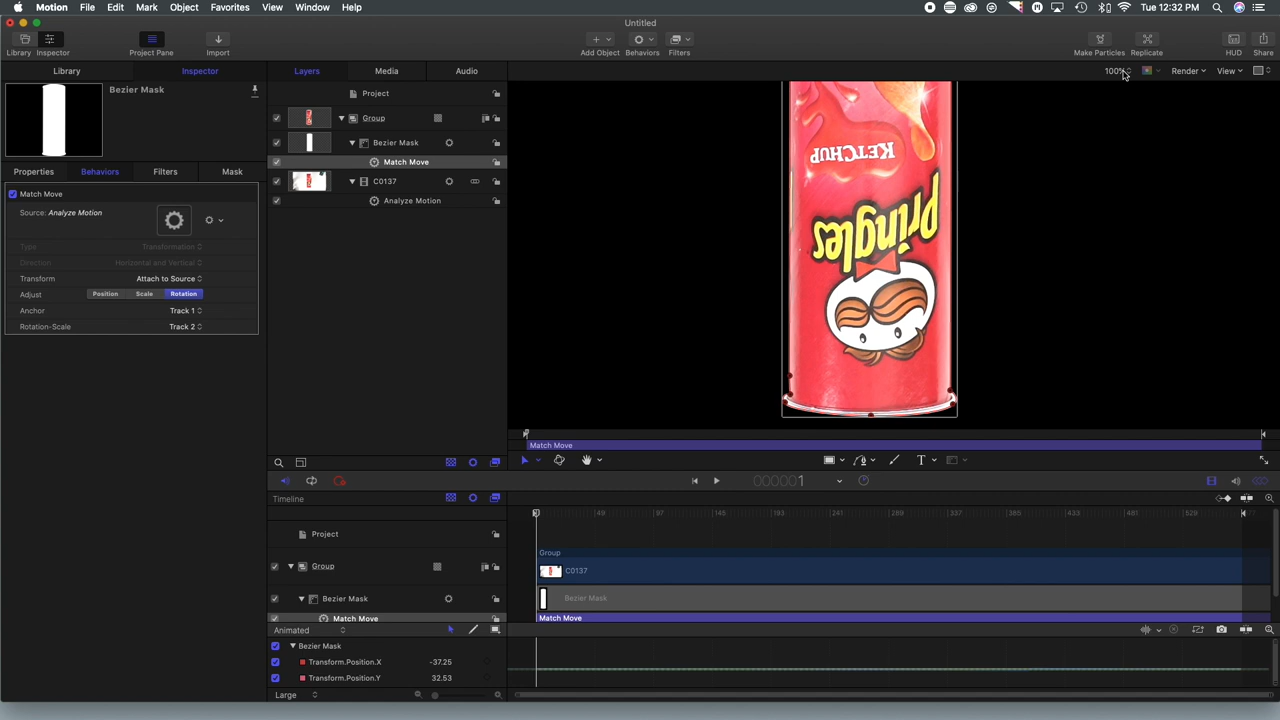 Motion File Edit Mark Object Favorites View Window Help Tue 12:32 PM
Untitled
Library Inspector Project Pane Import Add Object Behaviors Filters Make Particles Replicate HUD Share
Library Inspector Layers Media Audio 100% Render View
Bezier Mask
Project
Group
Bezier Mask
Match Move
C0137
Analyze Motion
Properties Behaviors Filters Mask
Match Move
Source: Analyze Motion
Type Transformation
Direction: Horizontal and Vertical
Transform Attach to Source
Adjust Position Scale Rotation
Anchor Track 1
Rotation-Scale Track 2
KETCHUP
Pringles
Match Move
T
000001
Timeline
49 97 145 193 241 289 337 385 433 481 529
Project
Group
Group
C0137
Bezier Mask
Bezier Mask
Match Move
Match Move
Animated
Bezier Mask
Transform.Position.X -37.25
Transform.Position.Y 32.53
Large